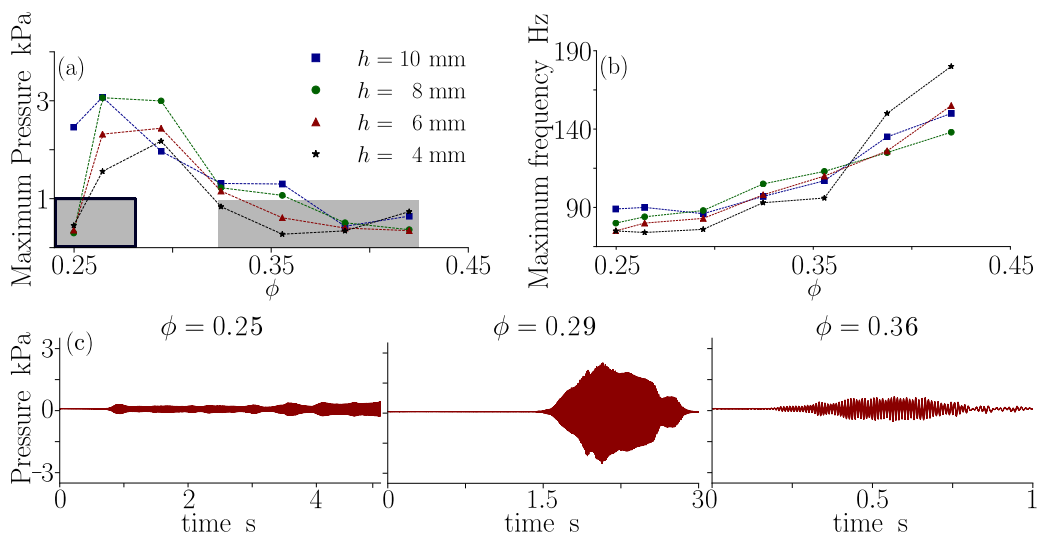 Maximum Pressure kPa
(a)
3
1
0.25 0.35 0.45
ϕ
h = 10 mm
h = 8 mm
h = 6 mm
h = 4 mm
Maximum frequency Hz
(b)
190
140
90
0.25 0.35 0.45
ϕ
ϕ = 0.25 ϕ = 0.29 ϕ = 0.36
(c)
Pressure kPa
3
0
−3
0 2 4
time s
0 1.5 3
time s
0 0.5 1
time s